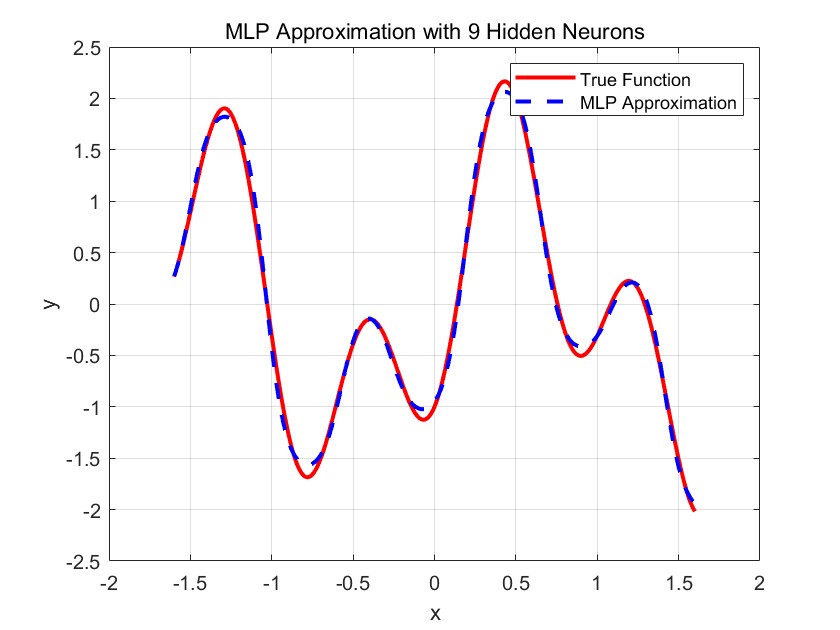 MLP Approximation with 9 Hidden Neurons
True Function
MLP Approximation
2.5
2
1.5
1
0.5
0
-0.5
-1
-1.5
-2
-2.5
y
-2 -1.5 -1 -0.5 0 0.5 1 1.5 2
x